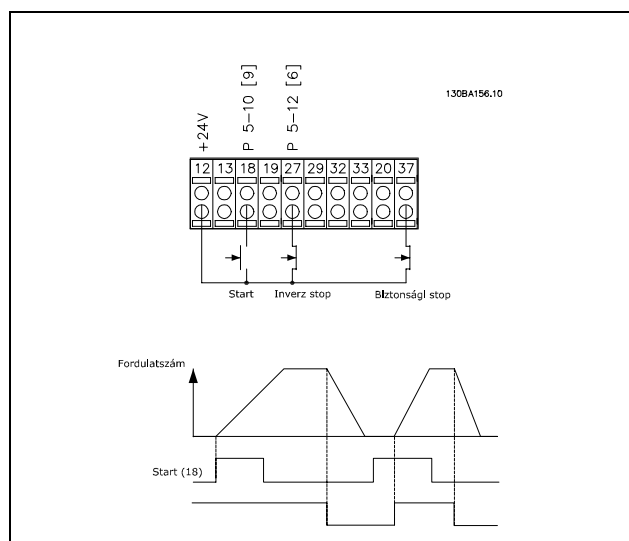 130BA156.10
+24V
P 5-10 [9]
P 5-12 [6]
12 13 18 19 27 29 32 33 20 37
Start Inverz stop Biztonságl stop
Fordulatszám
Start (18)